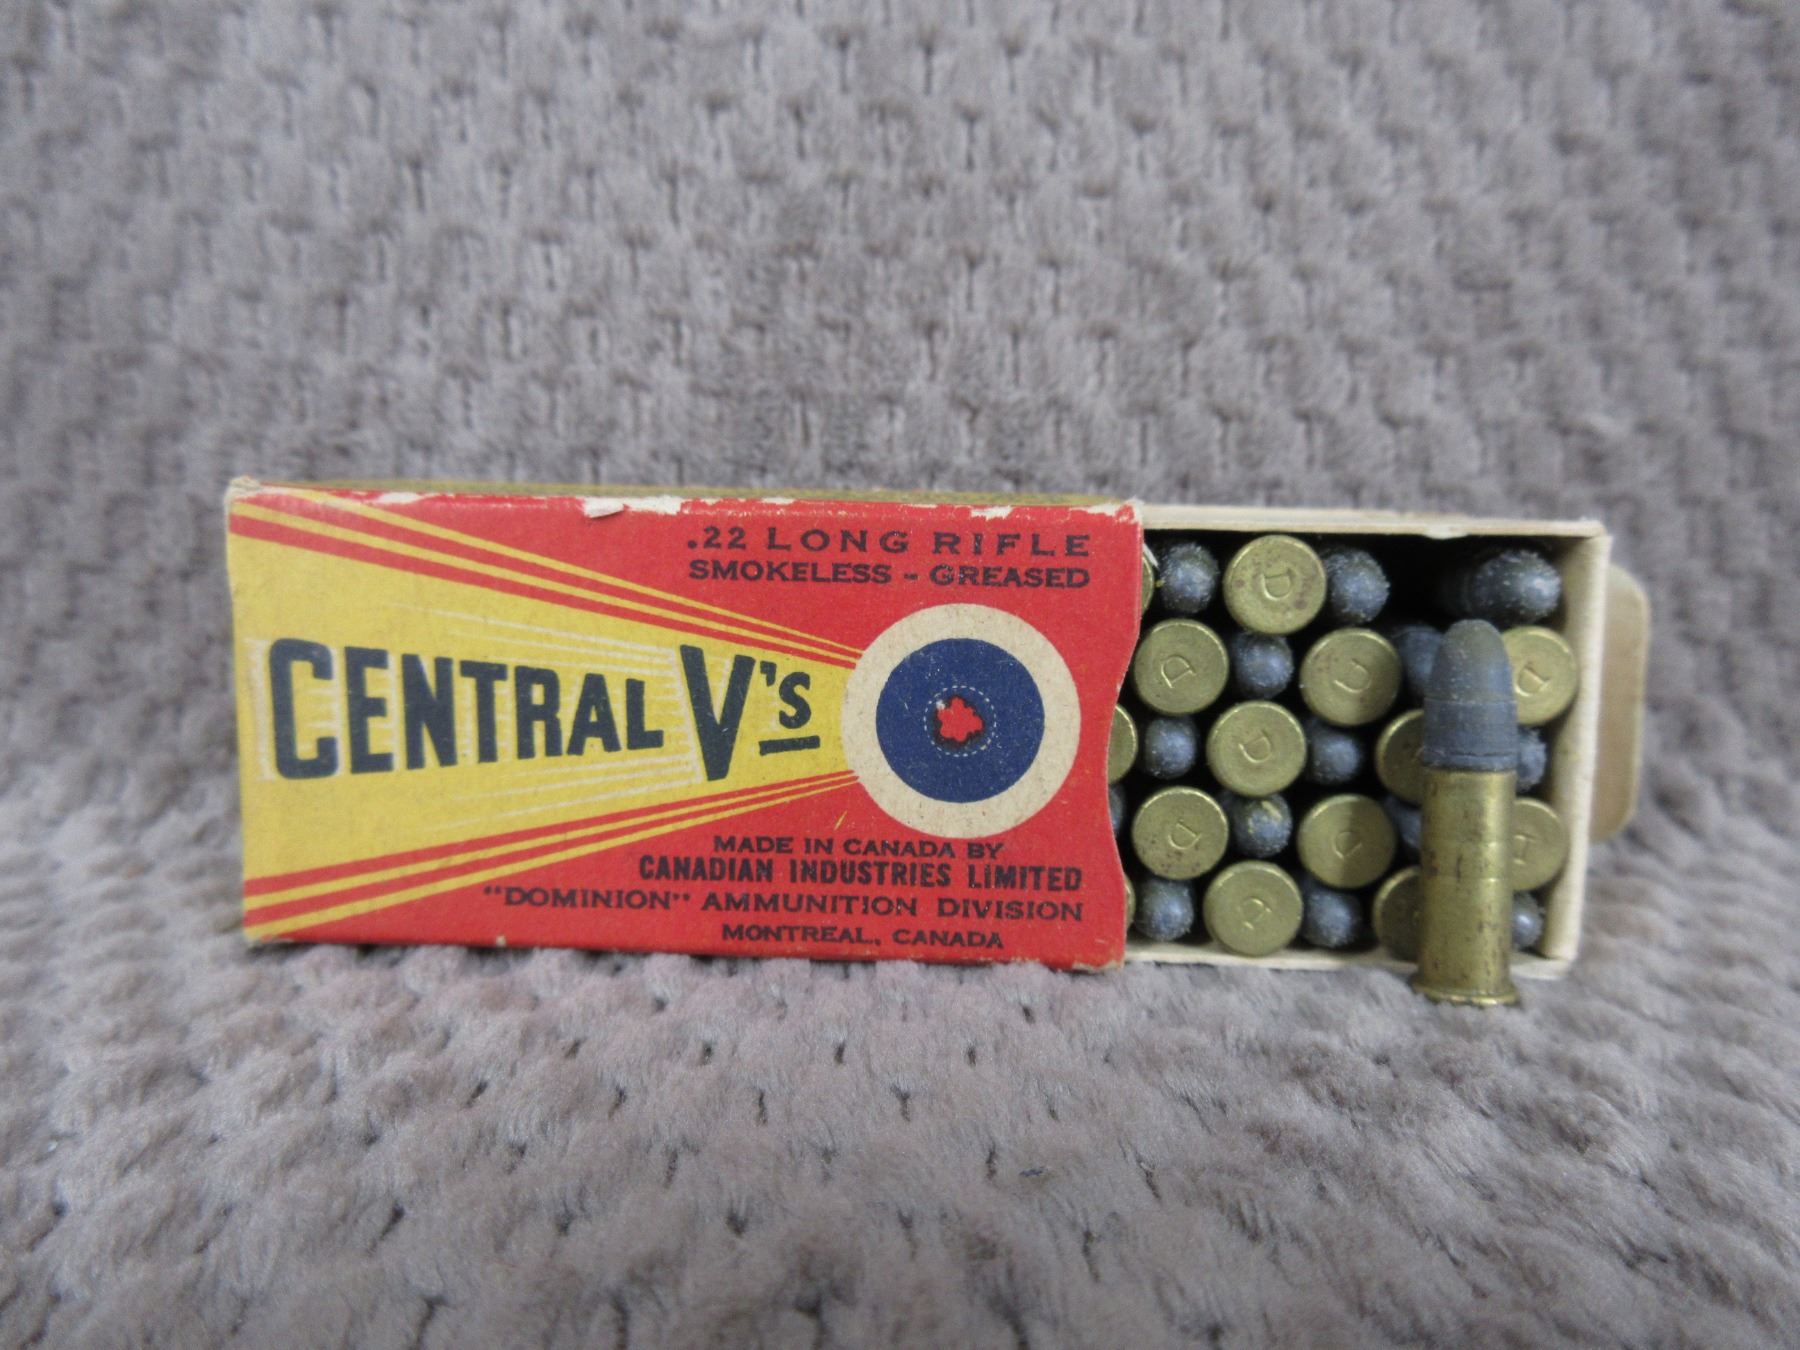 .22 LONG RIFLE
SMOKELESS - GREASED
CENTRAL V's
MADE IN CANADA BY
CANADIAN INDUSTRIES LIMITED
"DOMINION" AMMUNITION DIVISION
MONTREAL, CANADA
D
D
D
D
D
D
D
D
D
D